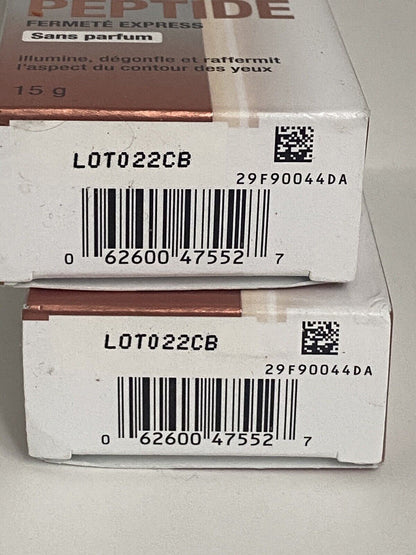 PEPTIDE
FERMETÉ EXPRESS
Sans parfum
illumine, dégonfle et raffermit
l'aspect du contour des yeux
15 g
LOT022CB
29F90044DA
0 62600 47552 7
LOT022CB
29F90044DA
0 62600 47552 7